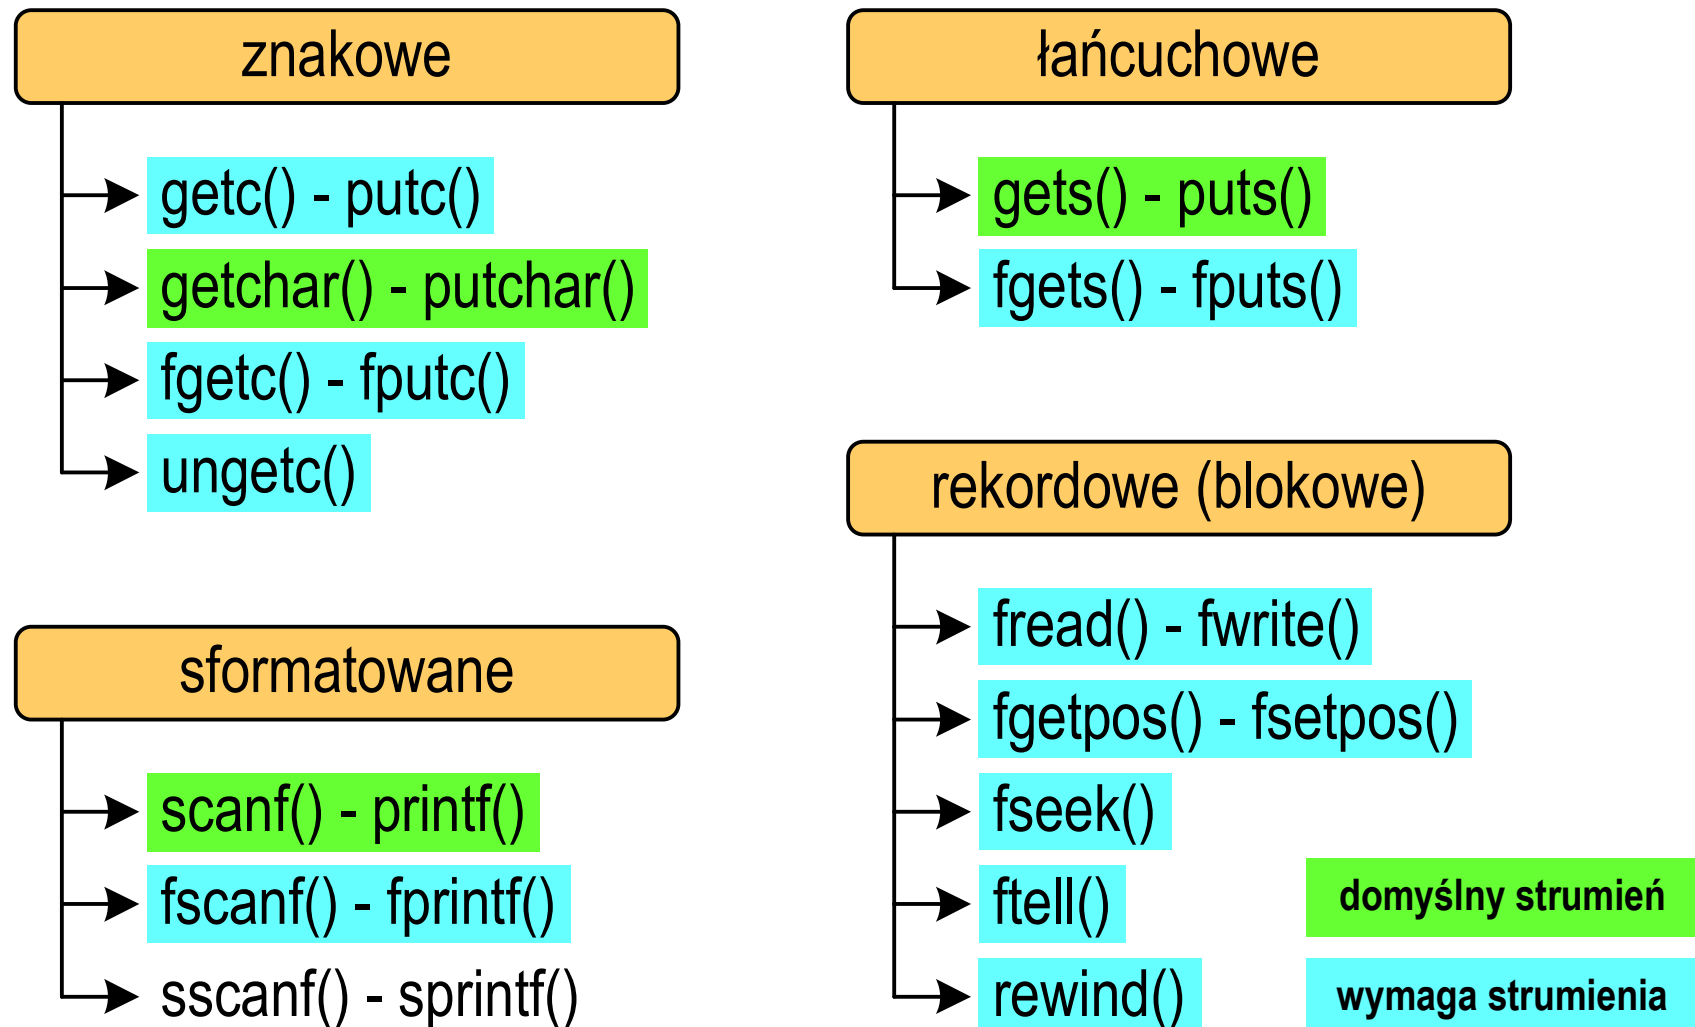 znakowe
getc() - putc()
getchar() - putchar()
fgetc() - fputc()
ungetc()
sformatowane
scanf() - printf()
fscanf() - fprintf()
sscanf() - sprintf()
łańcuchowe
gets() - puts()
fgets() - fputs()
rekordowe (blokowe)
fread() - fwrite()
fgetpos() - fsetpos()
fseek()
ftell()
rewind()
domyślny strumień
wymaga strumienia